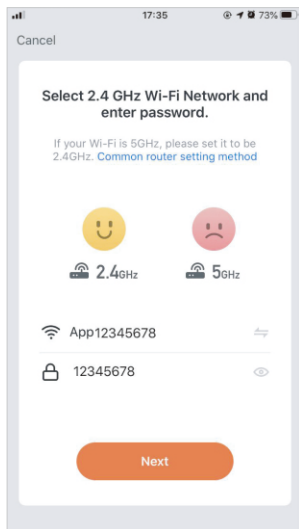 17:35 73%
Cancel
Select 2.4 GHz Wi-Fi Network and
enter password.
If your Wi-Fi is 5GHz, please set it to be
2.4GHz. Common router setting method
2.4GHz 5GHz
App12345678
12345678
Next